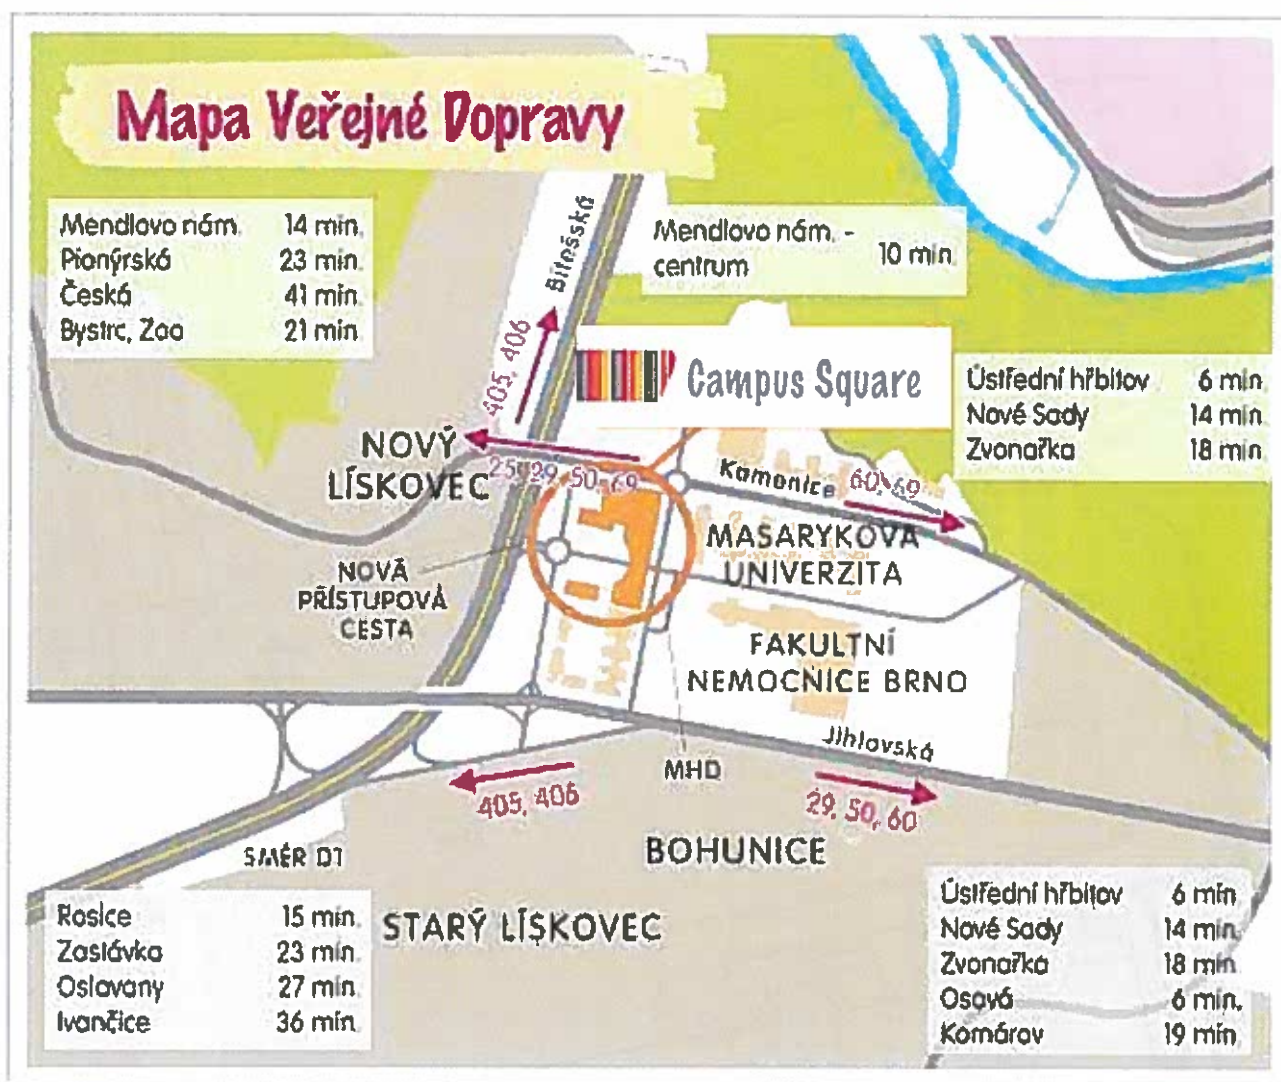 Mapa Veřejné Dopravy
Mendlovo nám. 14 min.
Pionýrská 23 min.
Česká 41 min.
Bystrc, Zoo 21 min.
Bítešská
Mendlovo nám. -
centrum 10 min.
405, 406
Campus Square
Ústřední hřbitov 6 min.
Nové Sady 14 min.
Zvonařka 18 min.
NOVÝ
LÍSKOVEC
25, 29, 50, 69
Kamenice
60, 69
MASARYKOVA
UNIVERZITA
NOVÁ
PŘÍSTUPOVÁ
CESTA
FAKULTNÍ
NEMOCNICE BRNO
Jihlavská
MHD
405, 406
29, 50, 60
SMĚR D1
BOHUNICE
STARÝ LÍSKOVEC
Rosice 15 min.
Zastávka 23 min.
Oslavany 27 min.
Ivančice 36 min.
Ústřední hřbitov 6 min.
Nové Sady 14 min.
Zvonařka 18 min.
Osová 6 min.
Komárov 19 min.